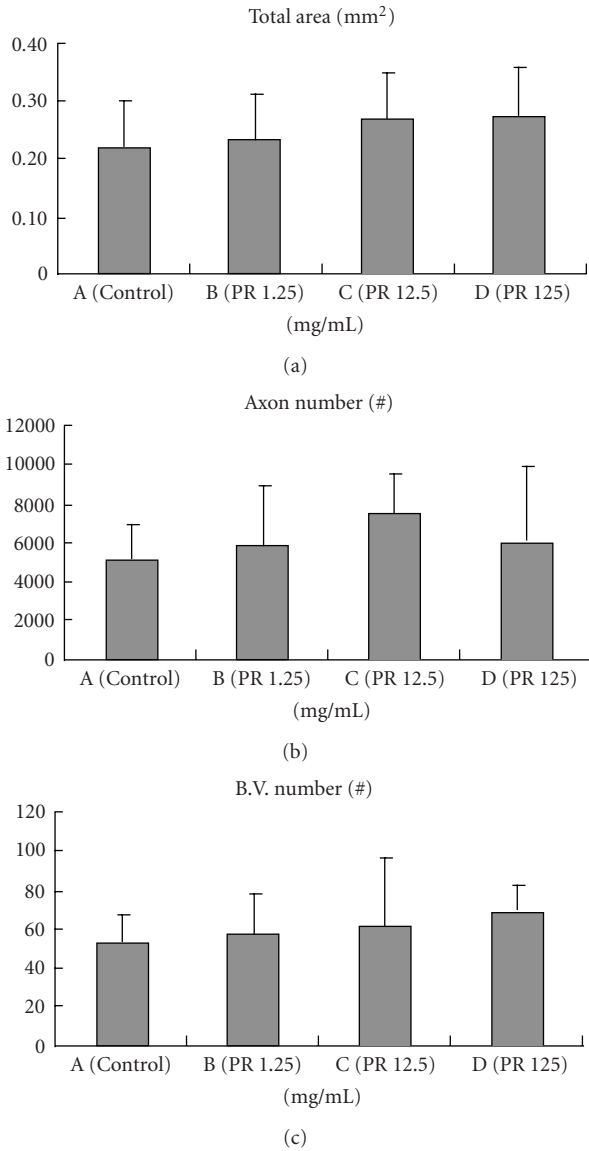 Total area (mm²)
0.40
0.30
0.20
0.10
0
A (Control) B (PR 1.25) C (PR 12.5) D (PR 125)
(mg/mL)
(a)
Axon number (#)
12000
10000
8000
6000
4000
2000
0
A (Control) B (PR 1.25) C (PR 12.5) D (PR 125)
(mg/mL)
(b)
B.V. number (#)
120
100
80
60
40
20
0
A (Control) B (PR 1.25) C (PR 12.5) D (PR 125)
(mg/mL)
(c)